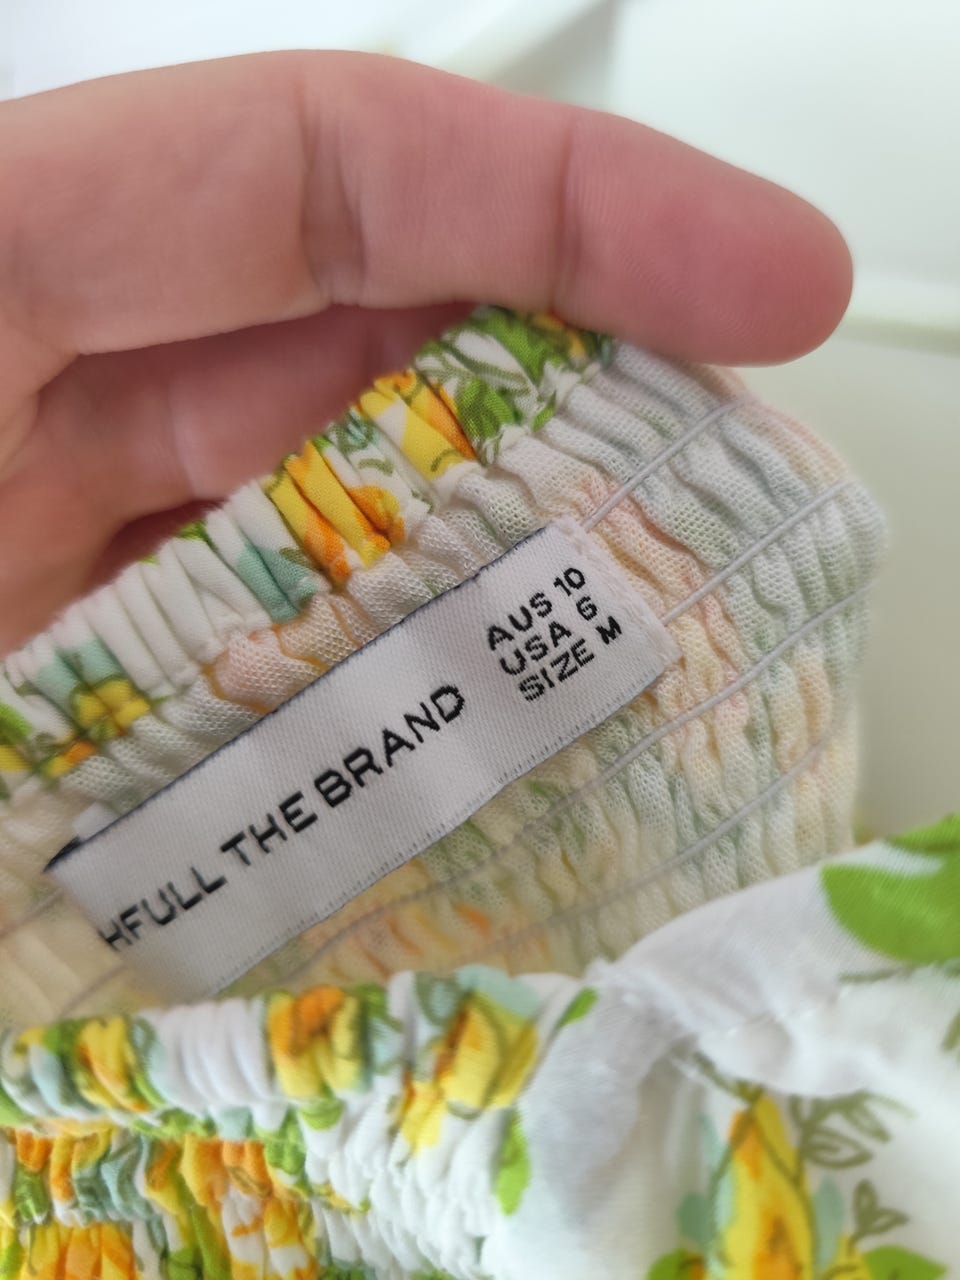 HFULL THE BRAND
AUS 10
USA 6
SIZE M